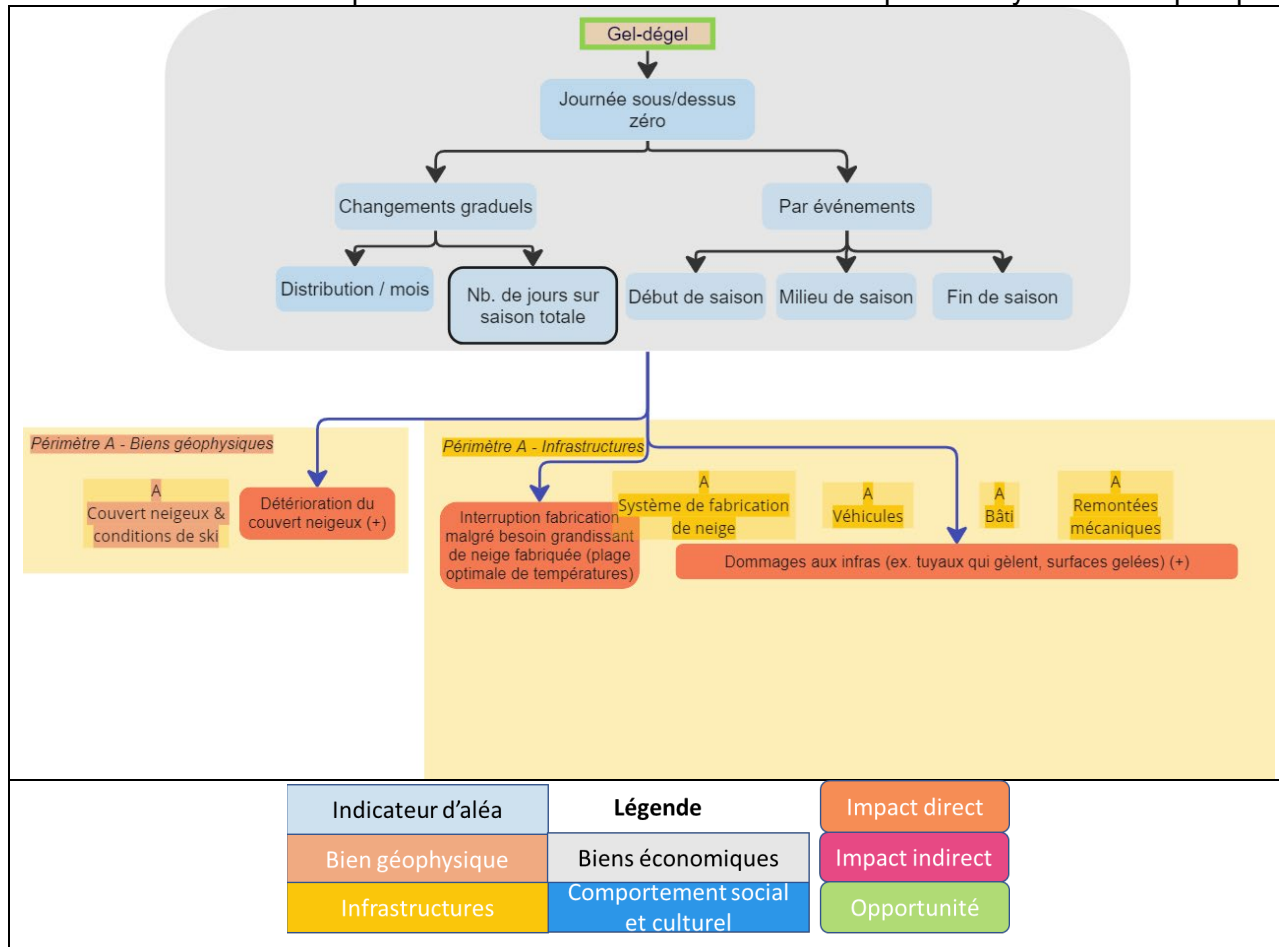 Gel-dégel
Journée sous/dessus
zéro
Changements graduels
Par événements
Distribution / mois
Nb. de jours sur
saison totale
Début de saison
Milieu de saison
Fin de saison
Périmètre A - Biens géophysiques
A
Couvert neigeux &
conditions de ski
Détérioration du
couvert neigeux (+)
Périmètre A - Infrastructures
Interruption fabrication
malgré besoin grandissant
de neige fabriquée (plage
optimale de températures)
A
Système de fabrication
de neige
A
Véhicules
A
Bâti
A
Remontées
mécaniques
Dommages aux infras (ex. tuyaux qui gèlent, surfaces gelées) (+)
Indicateur d'aléa
Légende
Impact direct
Bien géophysique
Biens économiques
Impact indirect
Infrastructures
Comportement social
et culturel
Opportunité